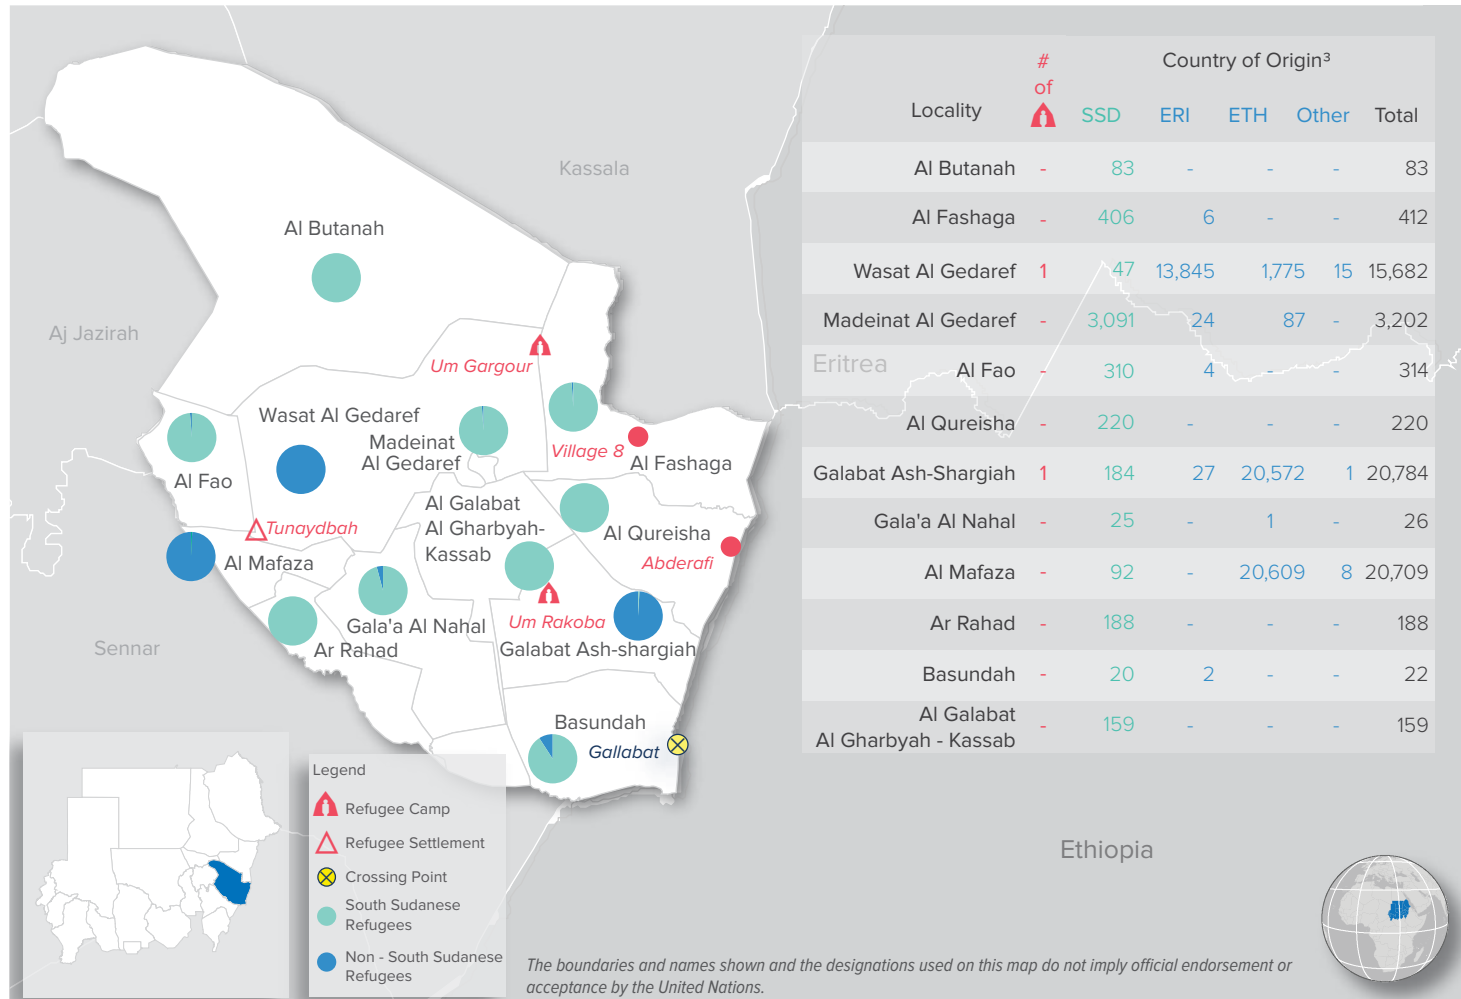 Kassala
Al Butanah
Aj Jazirah
Um Gargour
Wasat Al Gedaref
Madeinat
Al Gedaref
Village 8
Al Fashaga
Al Fao
Al Galabat
Al Gharbyah-
Kassab
Tunaydbah
Al Qureisha
Al Mafaza
Abderafi
Um Rakoba
Gala'a Al Nahal
Galabat Ash-shargiah
Ar Rahad
Sennar
Basundah
Gallabat
Eritrea
Ethiopia
# of
Country of Origin³
Locality SSD ERI ETH Other Total
Al Butanah - 83 - - - 83
Al Fashaga - 406 6 - - 412
Wasat Al Gedaref 1 47 13,845 1,775 15 15,682
Madeinat Al Gedaref - 3,091 24 87 - 3,202
Al Fao - 310 4 - - 314
Al Qureisha - 220 - - - 220
Galabat Ash-Shargiah 1 184 27 20,572 1 20,784
Gala'a Al Nahal - 25 - 1 - 26
Al Mafaza - 92 - 20,609 8 20,709
Ar Rahad - 188 - - - 188
Basundah - 20 2 - - 22
Al Galabat
Al Gharbyah - Kassab - 159 - - - 159
Legend
Refugee Camp
Refugee Settlement
Crossing Point
South Sudanese
Refugees
Non - South Sudanese
Refugees
The boundaries and names shown and the designations used on this map do not imply official endorsement or
acceptance by the United Nations.